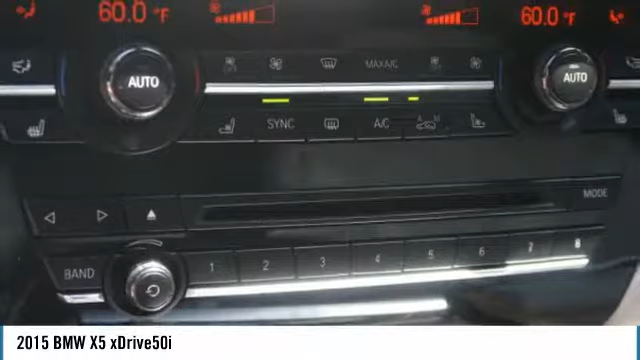 60.0 °F 60.0 °F
AUTO MAX A/C AUTO
SYNC A/C A M
MODE
BAND 1 2 3 4 5 6 7 8
2015 BMW X5 xDrive50i